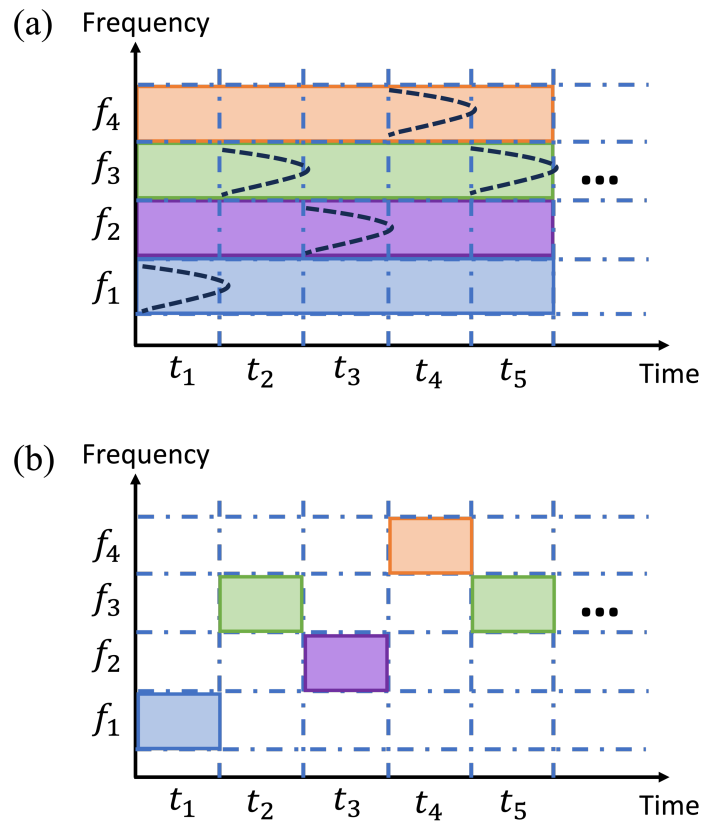 (a)
Frequency
f₄
f₃
...
f₂
f₁
t₁ t₂ t₃ t₄ t₅
Time
(b)
Frequency
f₄
f₃
...
f₂
f₁
t₁ t₂ t₃ t₄ t₅
Time